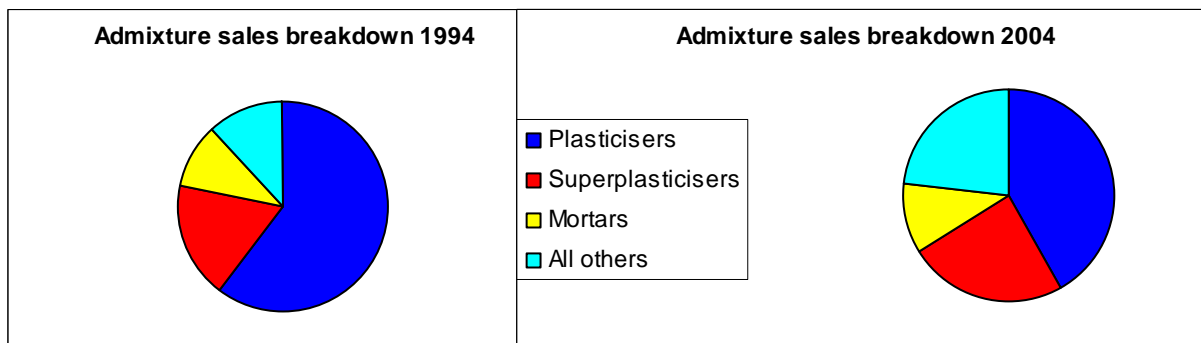 Admixture sales breakdown 1994
Admixture sales breakdown 2004
Plasticisers
Superplasticisers
Mortars
All others